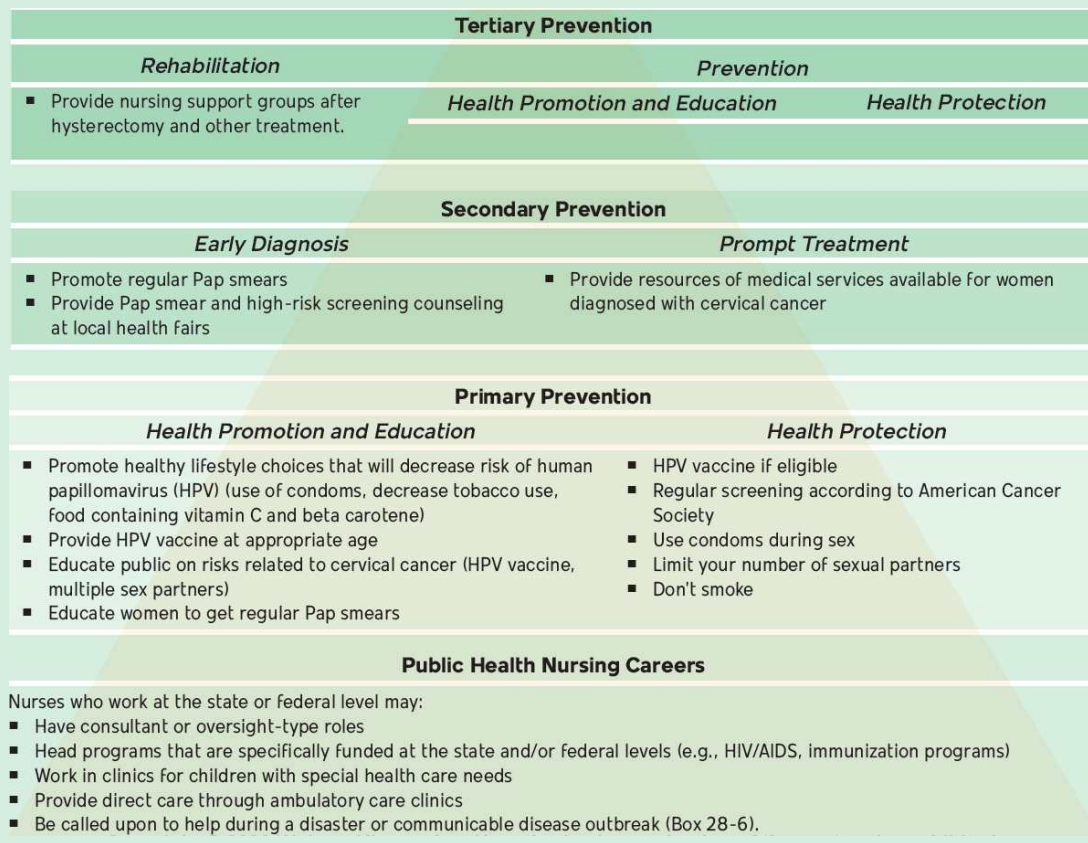 Tertiary Prevention
Rehabilitation
Prevention
■ Provide nursing support groups after
hysterectomy and other treatment.
Health Promotion and Education
Health Protection
Secondary Prevention
Early Diagnosis
■ Promote regular Pap smears
■ Provide Pap smear and high-risk screening counseling
at local health fairs
Prompt Treatment
■ Provide resources of medical services available for women
diagnosed with cervical cancer
Primary Prevention
Health Promotion and Education
■ Promote healthy lifestyle choices that will decrease risk of human
papillomavirus (HPV) (use of condoms, decrease tobacco use,
food containing vitamin C and beta carotene)
■ Provide HPV vaccine at appropriate age
■ Educate public on risks related to cervical cancer (HPV vaccine,
multiple sex partners)
■ Educate women to get regular Pap smears
Health Protection
■ HPV vaccine if eligible
■ Regular screening according to American Cancer
Society
■ Use condoms during sex
■ Limit your number of sexual partners
■ Don't smoke
Public Health Nursing Careers
Nurses who work at the state or federal level may:
■ Have consultant or oversight-type roles
■ Head programs that are specifically funded at the state and/or federal levels (e.g., HIV/AIDS, immunization programs)
■ Work in clinics for children with special health care needs
■ Provide direct care through ambulatory care clinics
■ Be called upon to help during a disaster or communicable disease outbreak (Box 28-6).